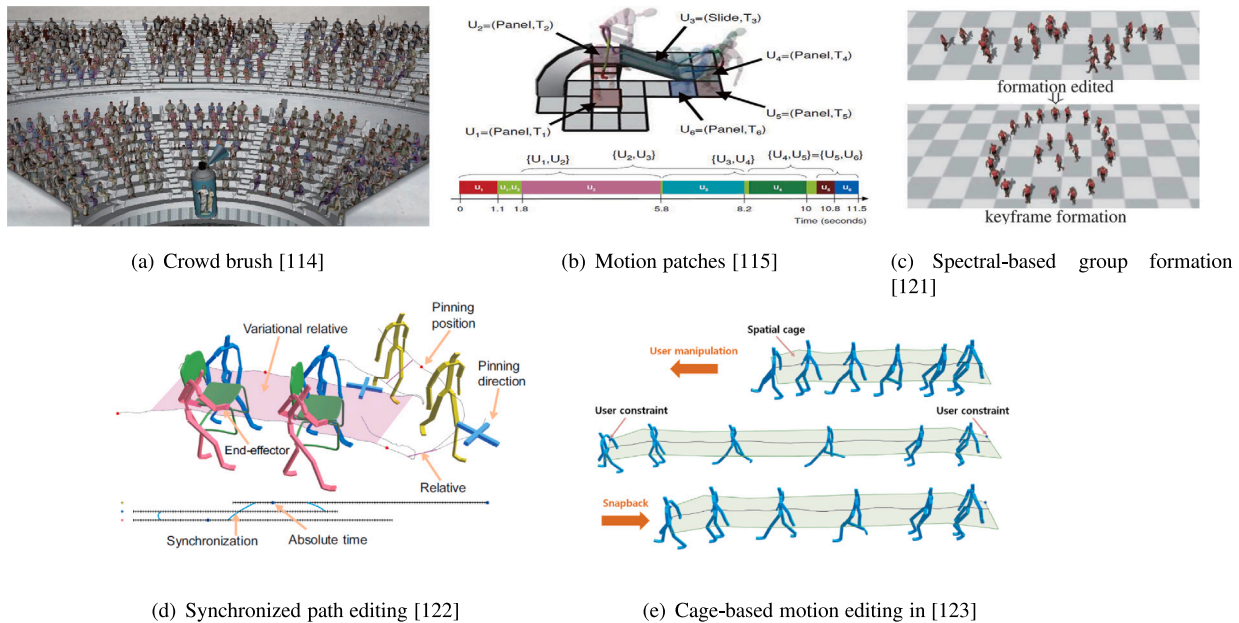 U₂=(Panel,T₂)
U₃=(Slide,T₃)
U₄=(Panel,T₄)
U₁=(Panel,T₁)
U₅=(Panel,T₅)
U₆=(Panel,T₆)
{U₁,U₂}
{U₂,U₃}
{U₃,U₄}
{U₄,U₅}={U₅,U₆}
0 1.1 1.8 5.8 8.2 10 10.8 11.5
Time (seconds)
formation edited
keyframe formation
(a) Crowd brush [114]
(b) Motion patches [115]
(c) Spectral-based group formation
[121]
Variational relative
Pinning
position
Pinning
direction
End-effector
Relative
Synchronization
Absolute time
Spatial cage
User manipulation
User constraint
User constraint
Snapback
(d) Synchronized path editing [122]
(e) Cage-based motion editing in [123]